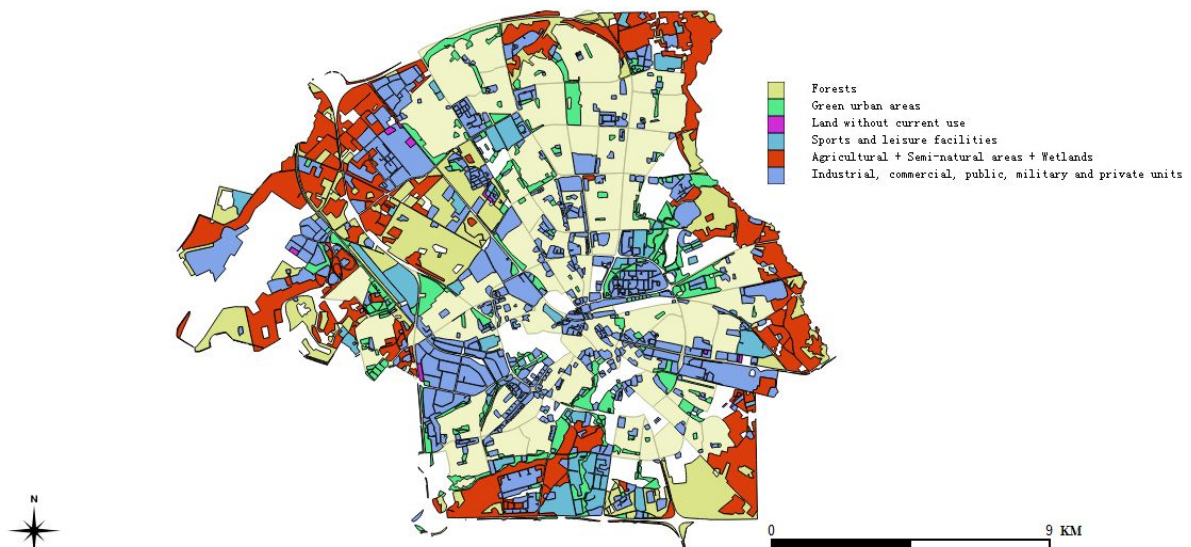 Forests
Green urban areas
Land without current use
Sports and leisure facilities
Agricultural + Semi-natural areas + Wetlands
Industrial, commercial, public, military and private units
N
0 9 KM